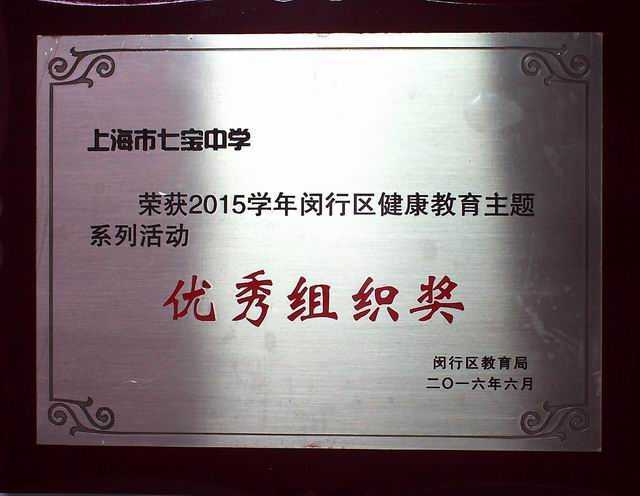 上海市七宝中学
荣获2015学年闵行区健康教育主题
系列活动
优秀组织奖
闵行区教育局
二〇一六年六月